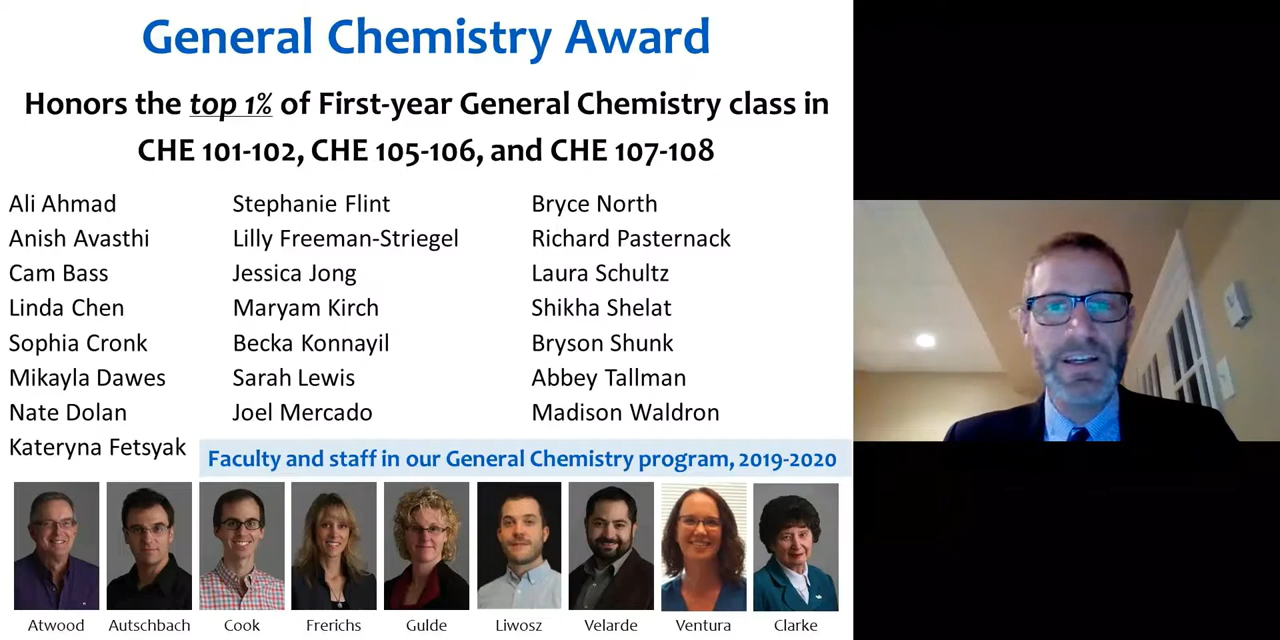 General Chemistry Award
Honors the top 1% of First-year General Chemistry class in
CHE 101-102, CHE 105-106, and CHE 107-108
Ali Ahmad
Anish Avasthi
Cam Bass
Linda Chen
Sophia Cronk
Mikayla Dawes
Nate Dolan
Kateryna Fetsyak
Stephanie Flint
Lilly Freeman-Striegel
Jessica Jong
Maryam Kirch
Becka Konnayil
Sarah Lewis
Joel Mercado
Bryce North
Richard Pasternack
Laura Schultz
Shikha Shelat
Bryson Shunk
Abbey Tallman
Madison Waldron
Faculty and staff in our General Chemistry program, 2019-2020
Atwood Autschbach Cook Frerichs Gulde Liwosz Velarde Ventura Clarke